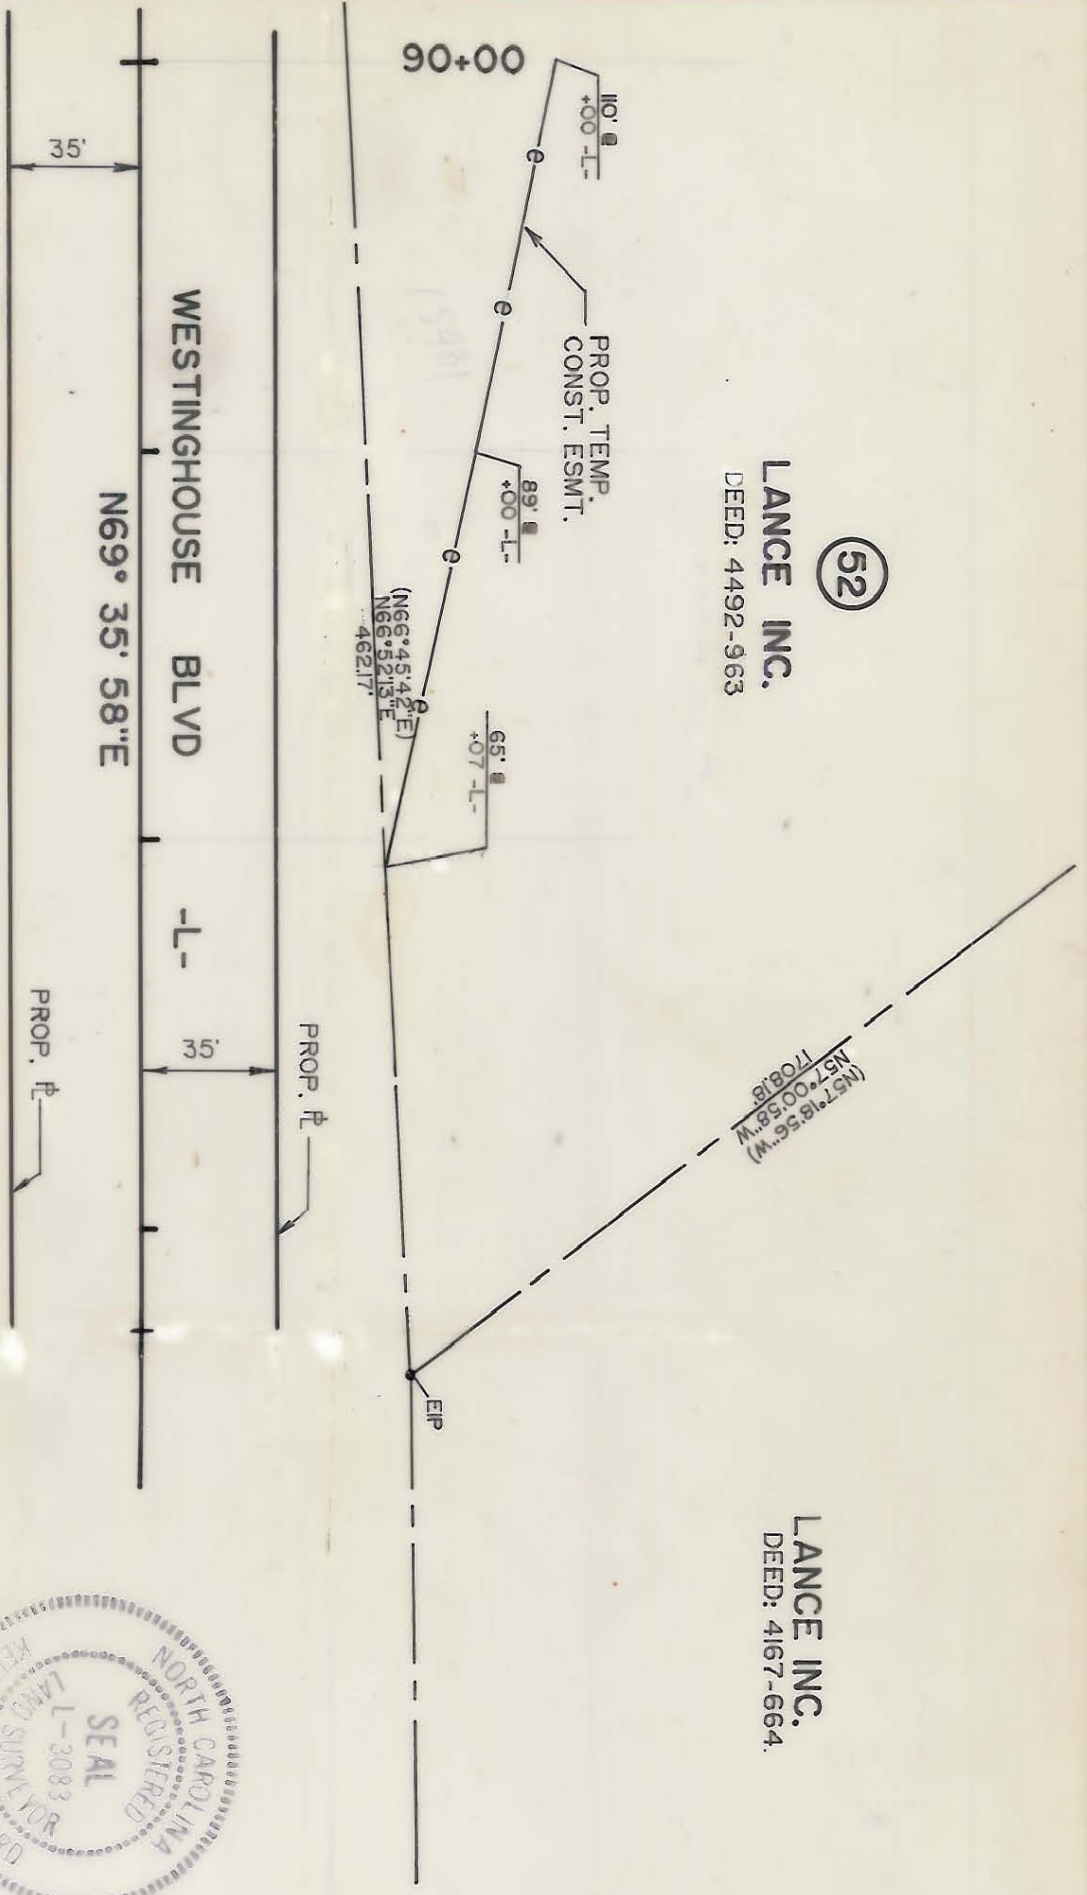 90+00
110' @
+00 -L-
PROP. TEMP.
CONST. ESMT.
89' @
+00 -L-
65' @
+07 -L-
(N66°45'42"E)
N66°52'13"E
462.17'
52
LANCE INC.
DEED: 4492-963
(N57°18'56"W)
N57°00'58"W
1708.18'
LANCE INC.
DEED: 4167-664.
EIP
35'
WESTINGHOUSE BLVD -L-
N69° 35' 58"E
35'
PROP. PL
PROP. PL
NORTH CAROLINA
REGISTERED
SEAL
L-3083
LAND SURVEYOR